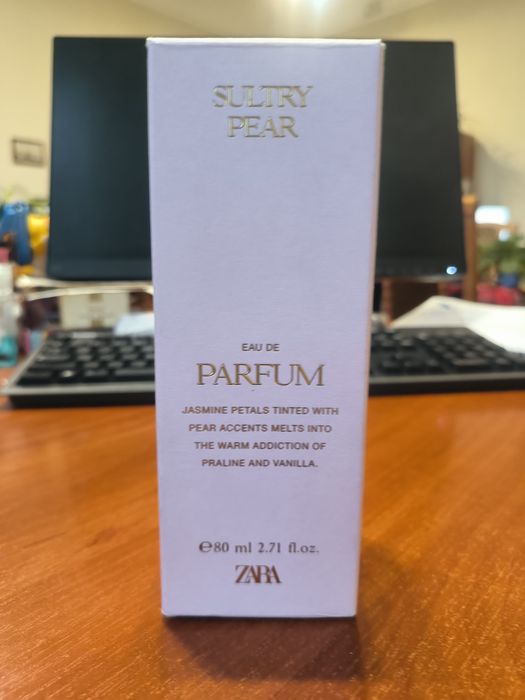 SULTRY
PEAR
EAU DE
PARFUM
JASMINE PETALS TINTED WITH
PEAR ACCENTS MELTS INTO
THE WARM ADDICTION OF
PRALINE AND VANILLA.
℮80 ml 2.71 fl.oz.
ZARA